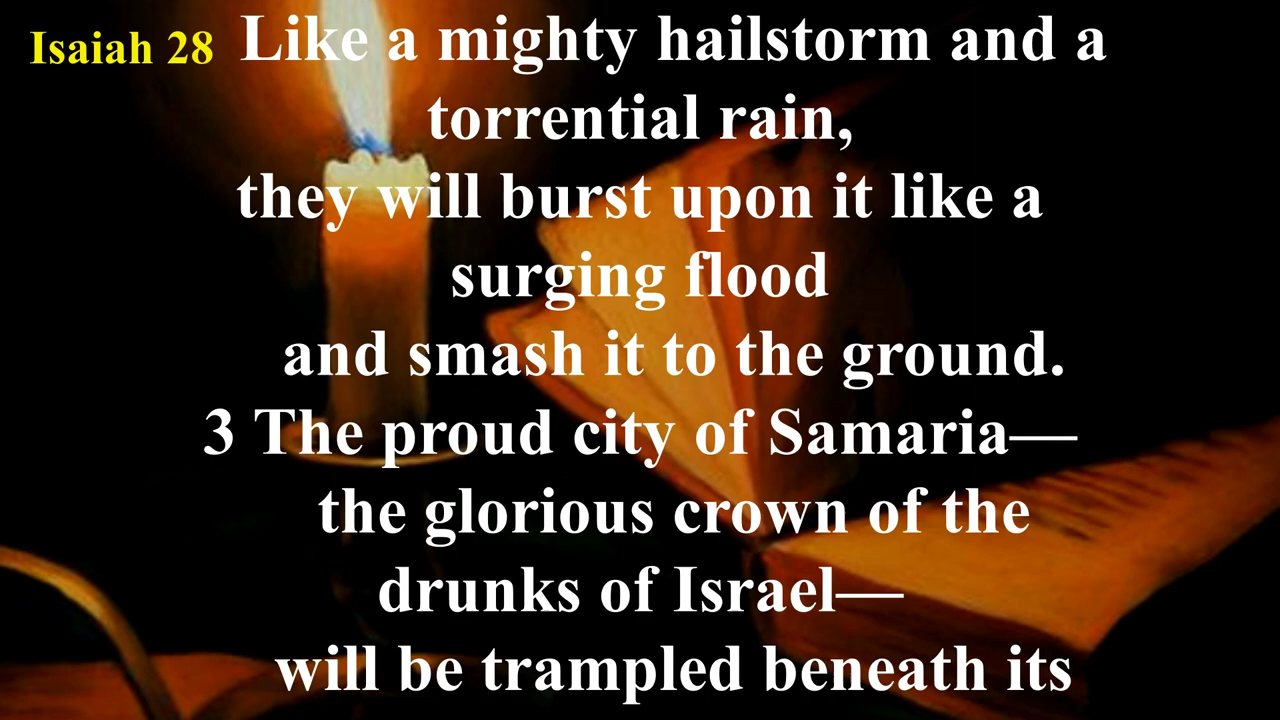 Isaiah 28 Like a mighty hailstorm and a
torrential rain,
they will burst upon it like a
surging flood
and smash it to the ground.
3 The proud city of Samaria—
the glorious crown of the
drunks of Israel—
will be trampled beneath its